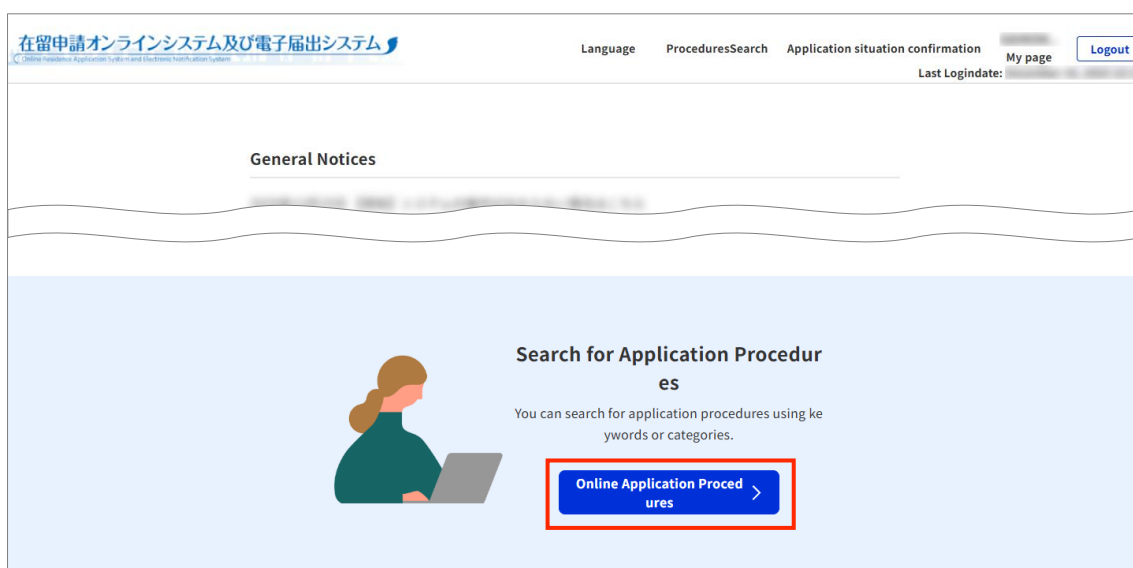 在留申請オンラインシステム及び電子届出システム
Online Residence Application System and Electronic Notification System
Language ProceduresSearch Application situation confirmation My page Logout
Last Logindate:
General Notices
Search for Application Procedur
es
You can search for application procedures using ke
ywords or categories.
Online Application Proced
ures